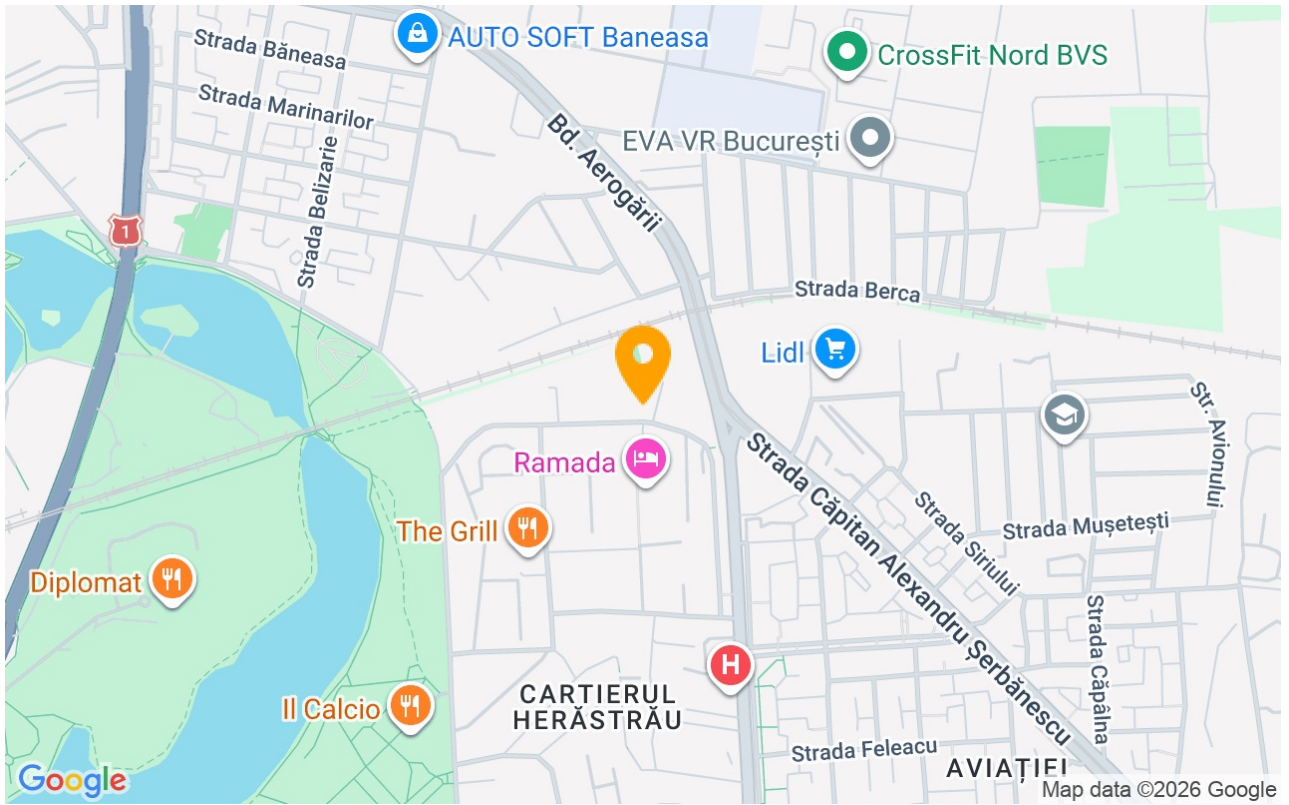 AUTO SOFT Baneasa
CrossFit Nord BVS
Strada Băneasa
Strada Marinarilor
Bd. Aerogării
EVA VR București
Strada Belizarie
1
Strada Berca
Lidl
Str. Avionului
Ramada
Strada Căpitan Alexandru Șerbănescu
Strada Siriului
Strada Mușetești
The Grill
Diplomat
Strada Căpâlna
H
Il Calcio
CARTIERUL
HERĂSTRĂU
Strada Feleacu
AVIAȚIEI
Google
Map data ©2026 Google